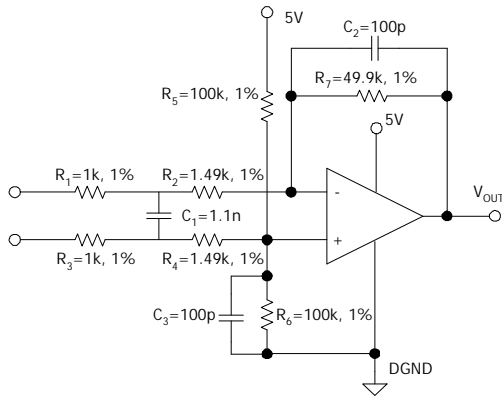 5V
C2=100p
R7=49.9k, 1%
R5=100k, 1%
5V
R1=1k, 1%
R2=1.49k, 1%
-
VOUT
C1=1.1n
+
R3=1k, 1%
R4=1.49k, 1%
C3=100p
R6=100k, 1%
DGND